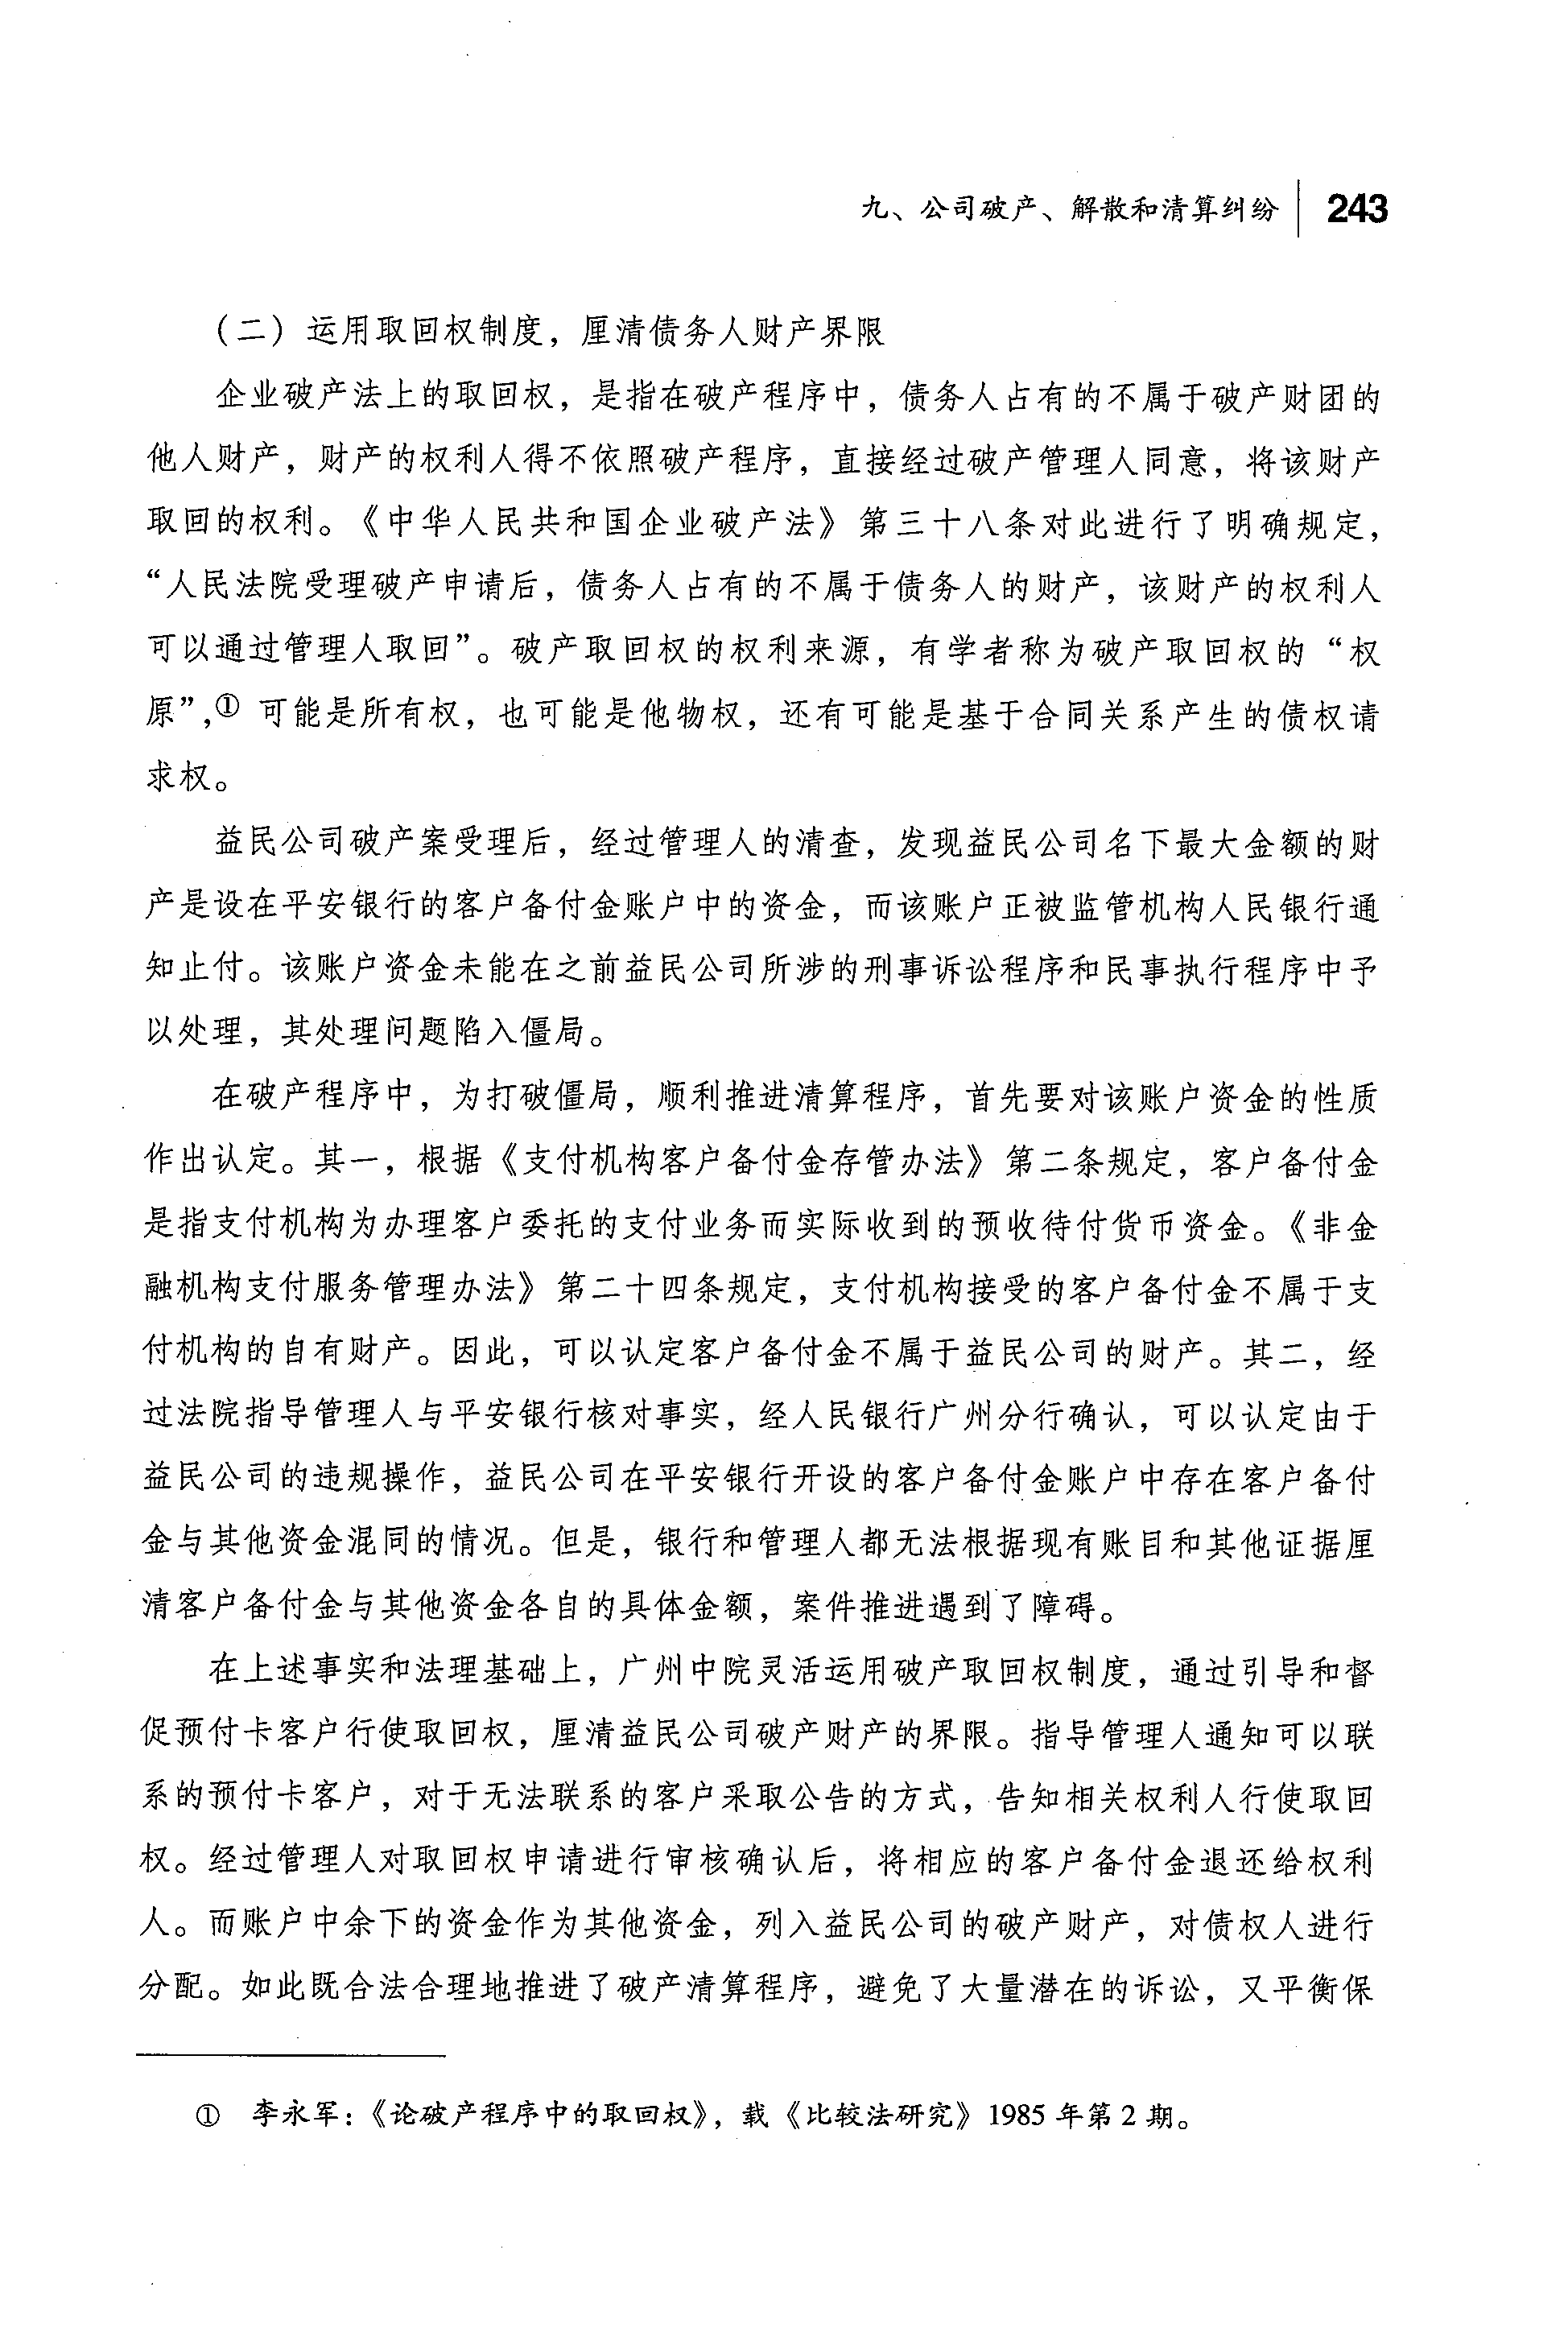 九、公司破产、解散和清算纠纷 243
（二）运用取回权制度，厘清债务人财产界限
企业破产法上的取回权，是指在破产程序中，债务人占有的不属于破产财团的
他人财产，财产的权利人得不依照破产程序，直接经过破产管理人同意，将该财产
取回的权利。《中华人民共和国企业破产法》第三十八条对此进行了明确规定，
“人民法院受理破产申请后，债务人占有的不属于债务人的财产，该财产的权利人
可以通过管理人取回”。破产取回权的权利来源，有学者称为破产取回权的“权
原”,① 可能是所有权，也可能是他物权，还有可能是基于合同关系产生的债权请
求权。
益民公司破产案受理后，经过管理人的清查，发现益民公司名下最大金额的财
产是设在平安银行的客户备付金账户中的资金，而该账户正被监管机构人民银行通
知止付。该账户资金未能在之前益民公司所涉的刑事诉讼程序和民事执行程序中予
以处理，其处理问题陷入僵局。
在破产程序中，为打破僵局，顺利推进清算程序，首先要对该账户资金的性质
作出认定。其一，根据《支付机构客户备付金存管办法》第二条规定，客户备付金
是指支付机构为办理客户委托的支付业务而实际收到的预收待付货币资金。《非金
融机构支付服务管理办法》第二十四条规定，支付机构接受的客户备付金不属于支
付机构的自有财产。因此，可以认定客户备付金不属于益民公司的财产。其二，经
过法院指导管理人与平安银行核对事实，经人民银行广州分行确认，可以认定由于
益民公司的违规操作，益民公司在平安银行开设的客户备付金账户中存在客户备付
金与其他资金混同的情况。但是，银行和管理人都无法根据现有账目和其他证据厘
清客户备付金与其他资金各自的具体金额，案件推进遇到了障碍。
在上述事实和法理基础上，广州中院灵活运用破产取回权制度，通过引导和督
促预付卡客户行使取回权，厘清益民公司破产财产的界限。指导管理人通知可以联
系的预付卡客户，对于无法联系的客户采取公告的方式，告知相关权利人行使取回
权。经过管理人对取回权申请进行审核确认后，将相应的客户备付金退还给权利
人。而账户中余下的资金作为其他资金，列入益民公司的破产财产，对债权人进行
分配。如此既合法合理地推进了破产清算程序，避免了大量潜在的诉讼，又平衡保
① 李永军：《论破产程序中的取回权》，载《比较法研究》1985 年第 2 期。